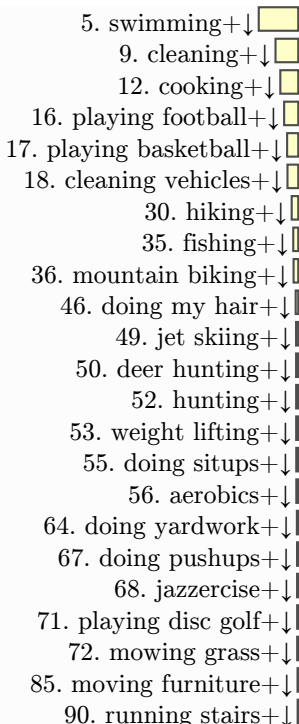 5. swimming+↓
9. cleaning+↓
12. cooking+↓
16. playing football+↓
17. playing basketball+↓
18. cleaning vehicles+↓
30. hiking+↓
35. fishing+↓
36. mountain biking+↓
46. doing my hair+↓
49. jet skiing+↓
50. deer hunting+↓
52. hunting+↓
53. weight lifting+↓
55. doing situps+↓
56. aerobics+↓
64. doing yardwork+↓
67. doing pushups+↓
68. jazzercise+↓
71. playing disc golf+↓
72. mowing grass+↓
85. moving furniture+↓
90. running stairs+↓